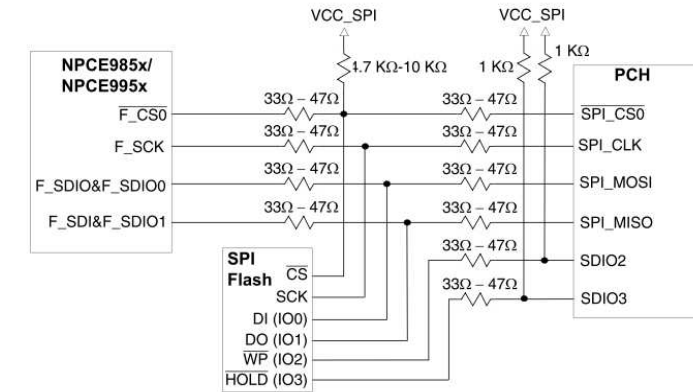 VCC_SPI VCC_SPI
1 KΩ
4.7 KΩ-10 KΩ 1 KΩ
NPCE985x/
NPCE995x
PCH
33Ω – 47Ω 33Ω – 47Ω
F_CS0 SPI_CS0
33Ω – 47Ω 33Ω – 47Ω
F_SCK SPI_CLK
33Ω – 47Ω 33Ω – 47Ω
F_SDIO&F_SDIO0 SPI_MOSI
33Ω – 47Ω 33Ω – 47Ω
F_SDI&F_SDIO1 SPI_MISO
33Ω – 47Ω
SDIO2
33Ω – 47Ω
SDIO3
SPI
Flash
CS
SCK
DI (IO0)
DO (IO1)
WP (IO2)
HOLD (IO3)